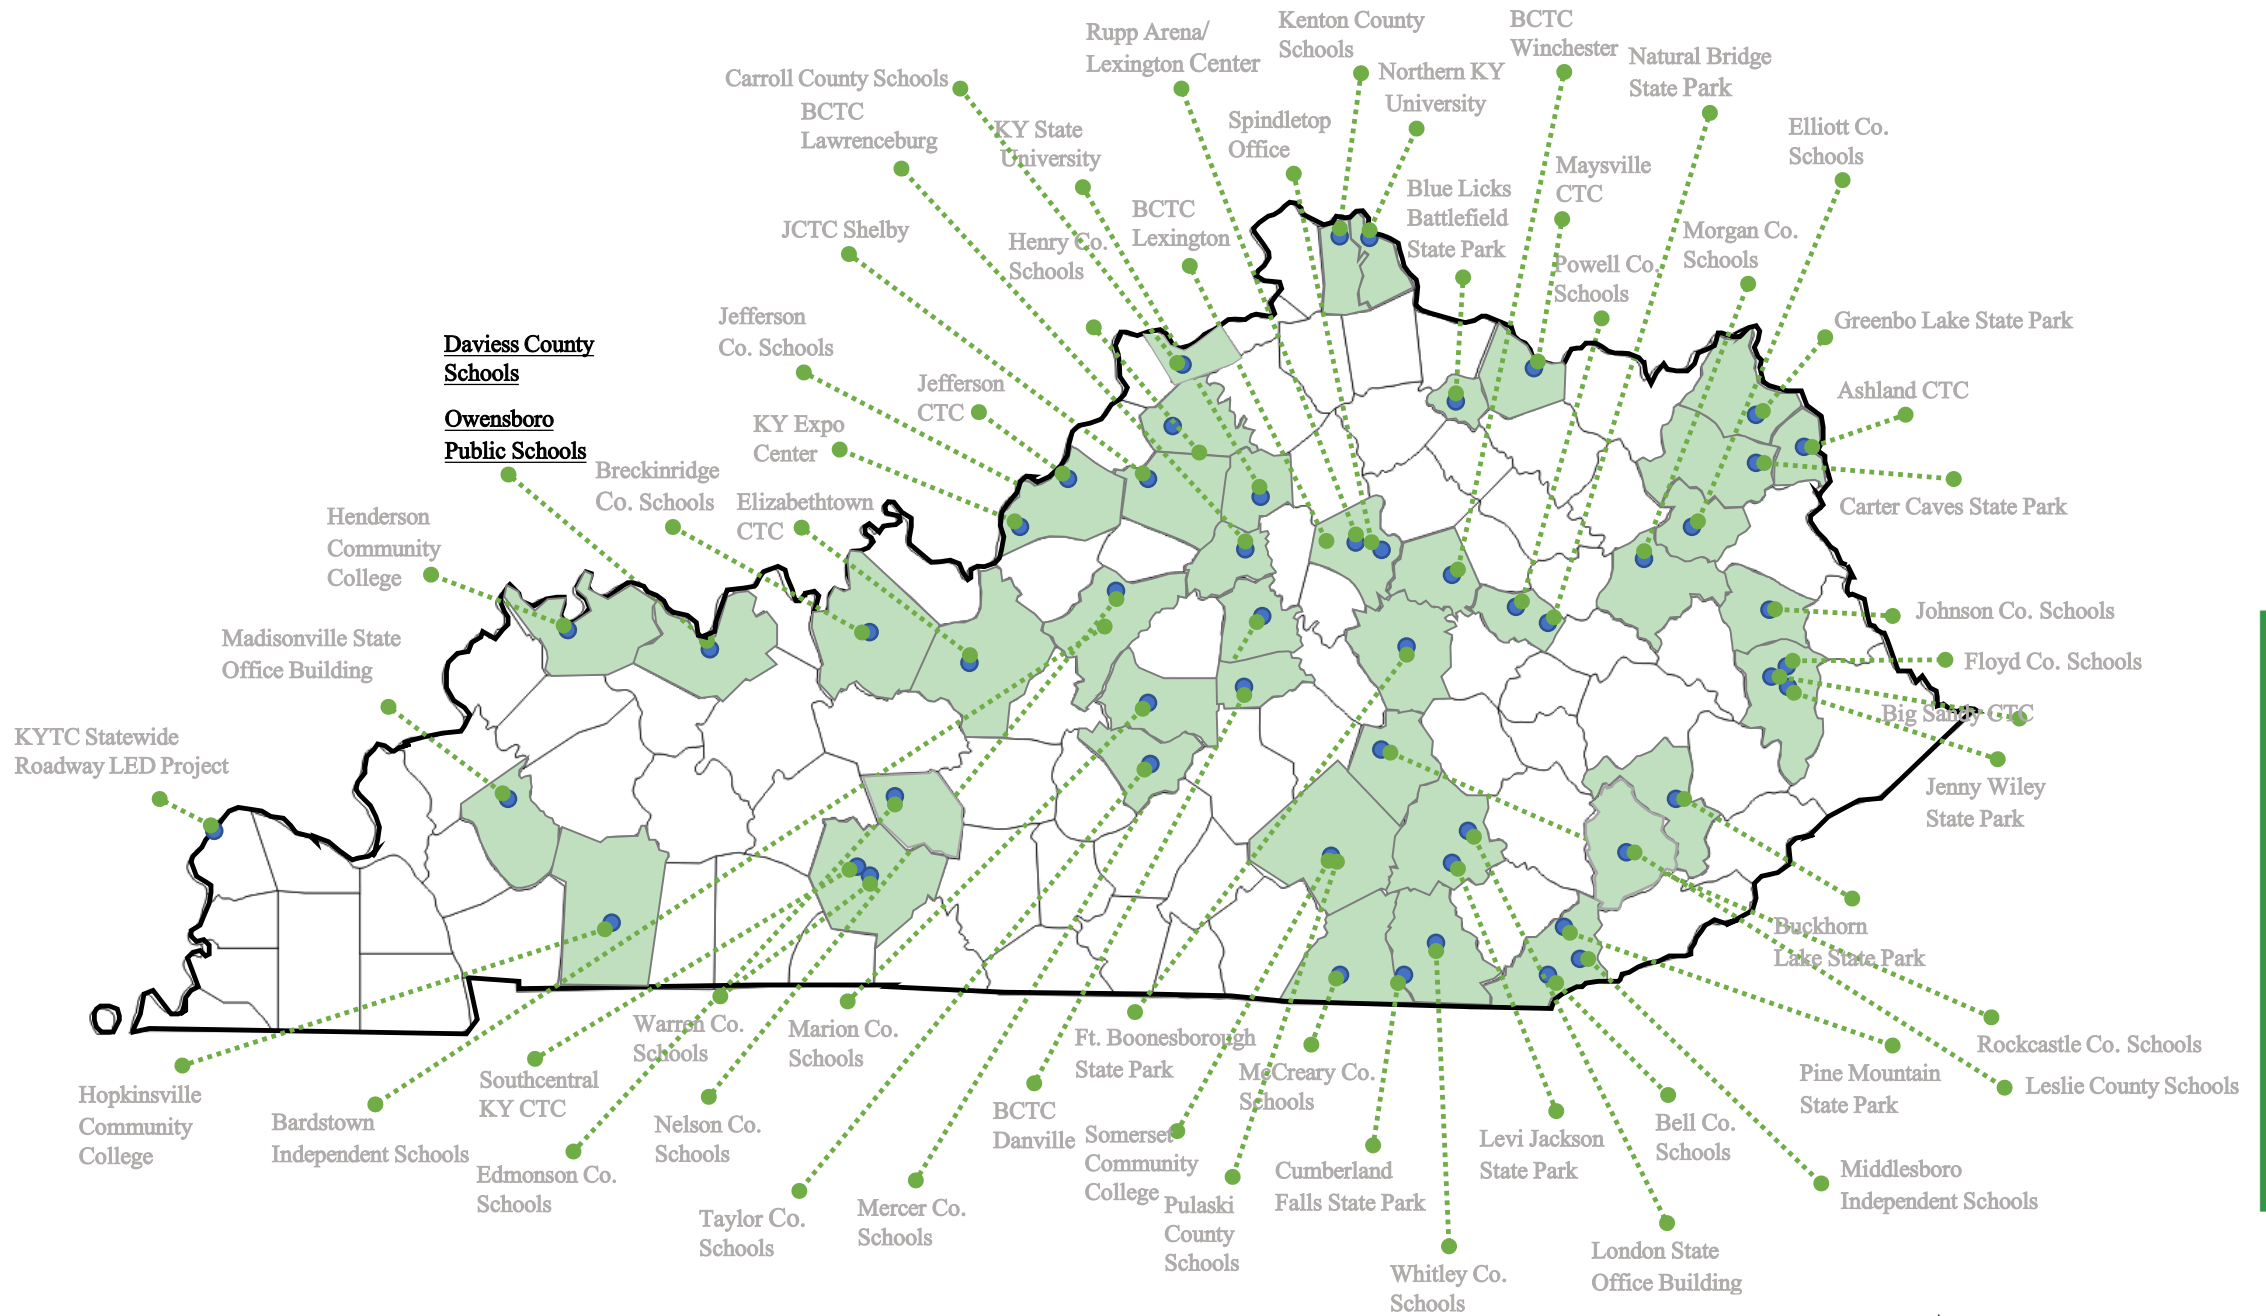 Rupp Arena/
Lexington Center
Kenton County
Schools
BCTC
Winchester
Natural Bridge
State Park
Carroll County Schools
Northern KY
University
BCTC
Lawrenceburg
KY State
University
Spindletop
Office
Elliott Co.
Schools
Maysville
CTC
Blue Licks
Battlefield
State Park
JCTC Shelby
BCTC
Lexington
Henry Co.
Schools
Morgan Co.
Schools
Powell Co.
Schools
Jefferson
Co. Schools
Greenbo Lake State Park
Daviess County
Schools
Jefferson
CTC
Ashland CTC
Owensboro
Public Schools
KY Expo
Center
Breckinridge
Co. Schools
Elizabethtown
CTC
Carter Caves State Park
Henderson
Community
College
Johnson Co. Schools
Madisonville State
Office Building
Floyd Co. Schools
Big Sandy CTC
KYTC Statewide
Roadway LED Project
Jenny Wiley
State Park
Buckhorn
Lake State Park
Warren Co.
Schools
Marion Co.
Schools
Ft. Boonesborough
State Park
Rockcastle Co. Schools
Hopkinsville
Community
College
Southcentral
KY CTC
McCreary Co.
Schools
Pine Mountain
State Park
Leslie County Schools
Bardstown
Independent Schools
Nelson Co.
Schools
BCTC
Danville
Somerset
Community
College
Levi Jackson
State Park
Bell Co.
Schools
Edmonson Co.
Schools
Cumberland
Falls State Park
Middlesboro
Independent Schools
Taylor Co.
Schools
Mercer Co.
Schools
Pulaski
County
Schools
London State
Office Building
Whitley Co.
Schools